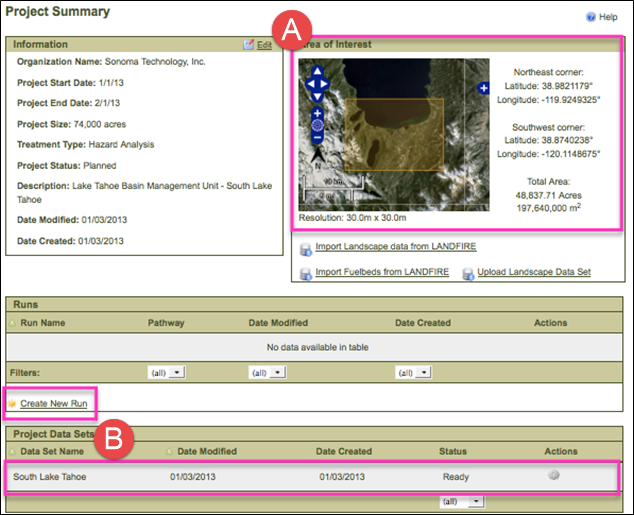 Project Summary
Help
A
Information
Edit
Organization Name: Sonoma Technology, Inc.
Project Start Date: 1/1/13
Project End Date: 2/1/13
Project Size: 74,000 acres
Treatment Type: Hazard Analysis
Project Status: Planned
Description: Lake Tahoe Basin Management Unit - South Lake
Tahoe
Date Modified: 01/03/2013
Date Created: 01/03/2013
Area of Interest
Northeast corner:
Latitude: 38.9821179°
Longitude: -119.9249325°
Southwest corner:
Latitude: 38.8740238°
Longitude: -120.1148675°
Total Area:
48,837.71 Acres
197,640,000 m2
Resolution: 30.0m x 30.0m
Import Landscape data from LANDFIRE
Import Fuelbeds from LANDFIRE Upload Landscape Data Set
Runs
Run Name Pathway Date Modified Date Created Actions
No data available in table
Filters: (all) (all) (all)
Create New Run
B
Project Data Sets
Data Set Name Date Modified Date Created Status Actions
South Lake Tahoe 01/03/2013 01/03/2013 Ready
(all)